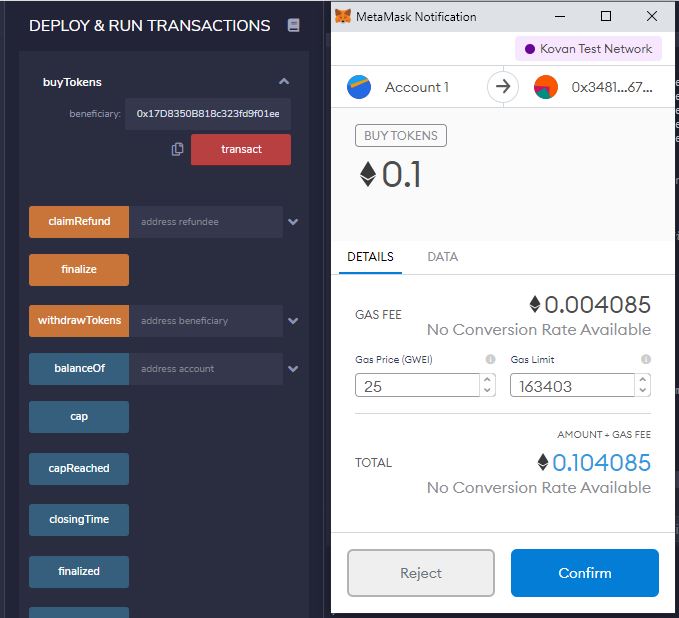 DEPLOY & RUN TRANSACTIONS
buyTokens
beneficiary: 0x17D8350B818c323fd9f01ee
transact
claimRefund address refundee
finalize
withdrawTokens address beneficiary
balanceOf address account
cap
capReached
closingTime
finalized
MetaMask Notification
Kovan Test Network
Account 1 0x3481...67...
BUY TOKENS
0.1
DETAILS DATA
GAS FEE 0.004085
No Conversion Rate Available
Gas Price (GWEI) Gas Limit
25 163403
AMOUNT + GAS FEE
TOTAL 0.104085
No Conversion Rate Available
Reject Confirm